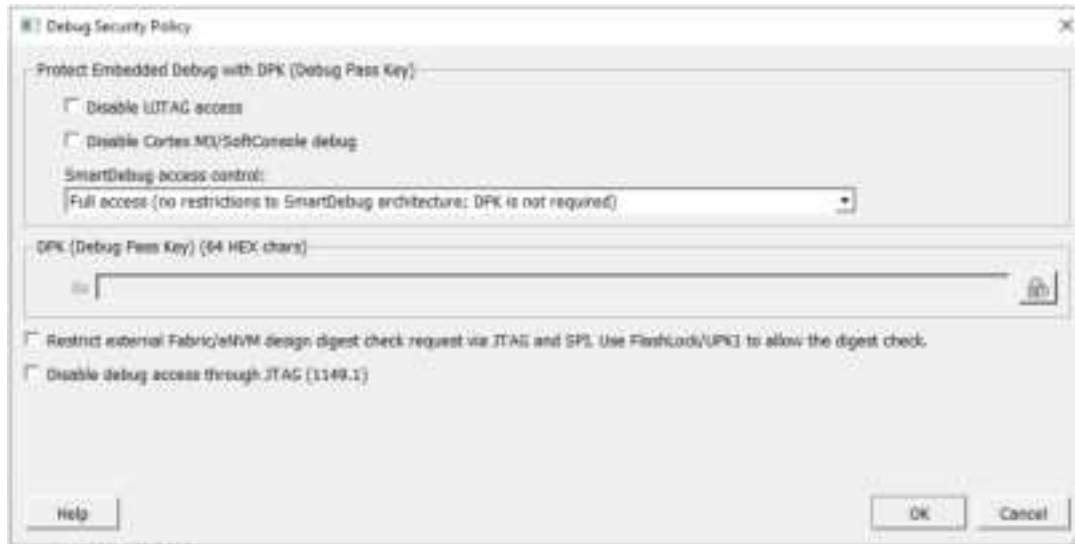 Debug Security Policy
Protect Embedded Debug with DPK (Debug Pass Key)
Disable UJTAG access
Disable Cortex M3/SoftConsole debug
SmartDebug access control:
Full access (no restrictions to SmartDebug architecture; DPK is not required)
DPK (Debug Pass Key) (64 HEX chars)
Restrict external Fabric/eNVM design digest check request via JTAG and SPI. Use FlashLock/UPK1 to allow the digest check.
Disable debug access through JTAG (1149.1)
Help
OK
Cancel